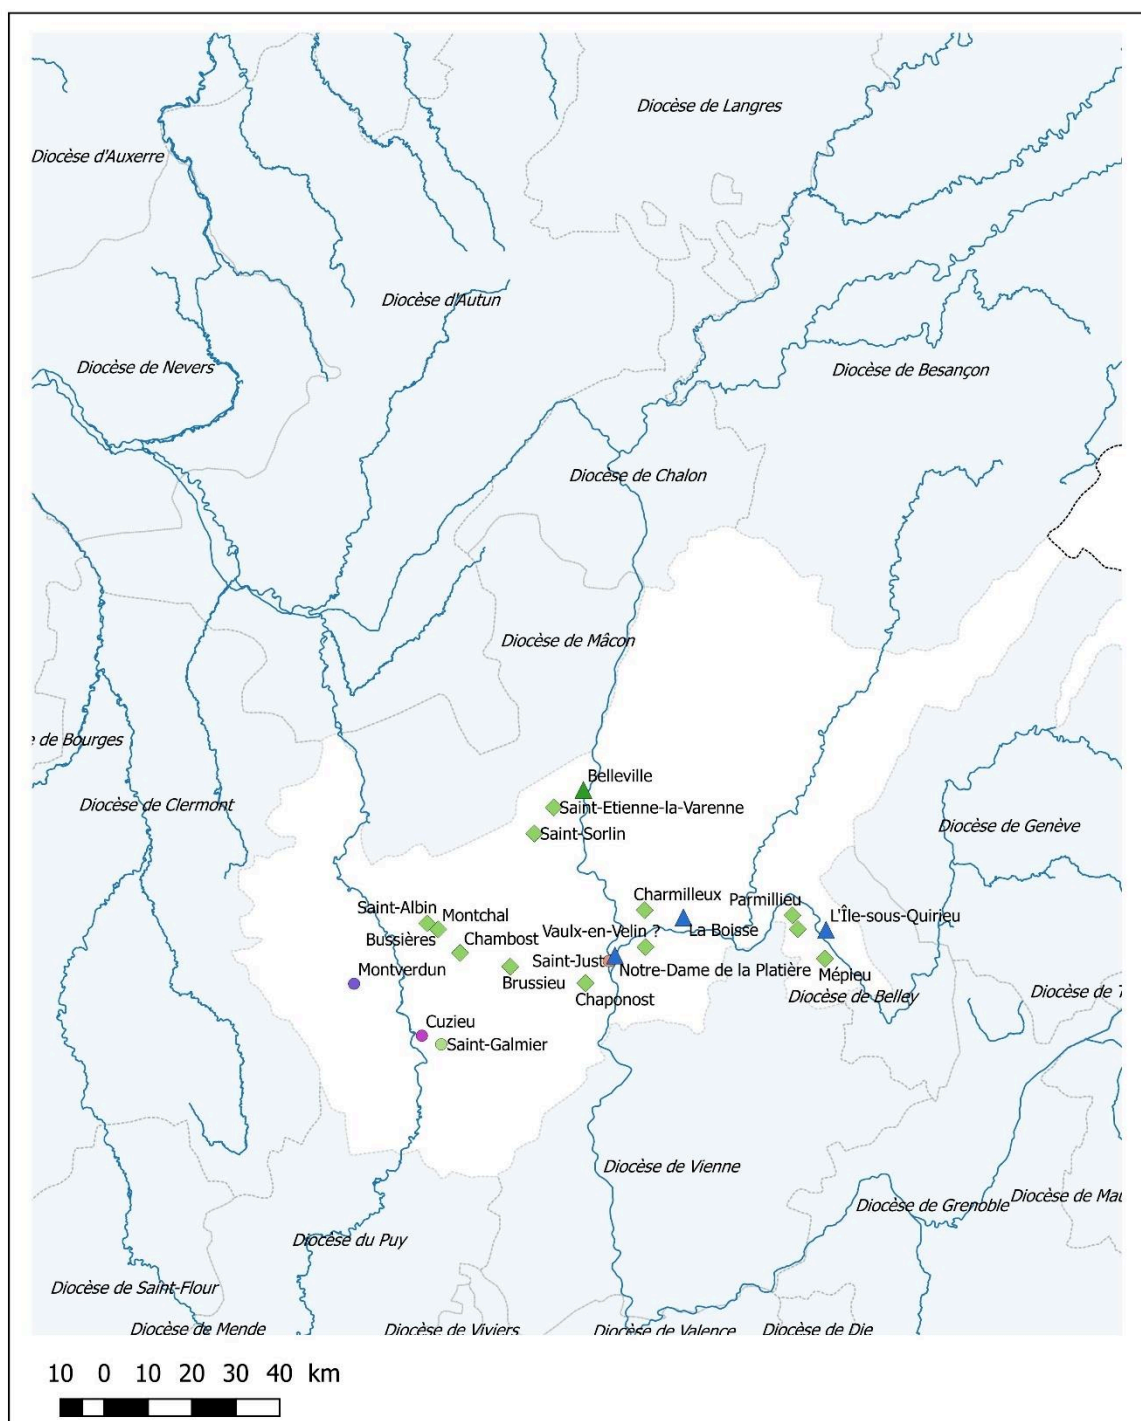 Diocèse de Langres
Diocèse d'Auxerre
Diocèse d'Autun
Diocèse de Nevers
Diocèse de Besançon
Diocèse de Chalon
Diocèse de Mâcon
e de Bourges
Belleville
Diocèse de Clermont
Saint-Etienne-la-Varenne
Diocèse de Genève
Saint-Sorlin
Charmilleux
Parmillieu
Saint-Albin
Montchal
L'Île-sous-Quirieu
Vaulx-en-Velin ?
La Boisse
Bussières
Chambost
Saint-Just
Montverdun
Notre-Dame de la Platière
Mépieu
Brussieu
Diocèse de T
Chaponost
Diocèse de Belley
Cuzieu
Saint-Galmier
Diocèse de Vienne
Diocèse de Mau
Diocèse de Grenoble
Diocèse du Puy
Diocèse de Saint-Flour
Diocèse de Mende
Diocèse de Viviers
Diocèse de Valence
Diocèse de Die
10 0 10 20 30 40 km